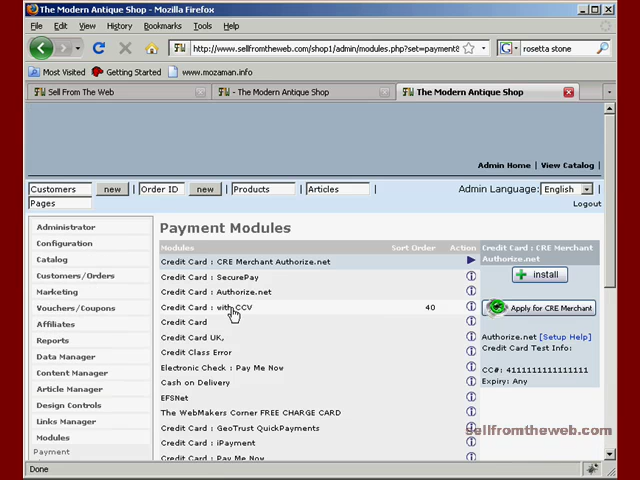 The Modern Antique Shop - Mozilla Firefox
File Edit View History Bookmarks Tools Help
http://www.sellfromtheweb.com/shop1/admin/modules.php?set=payment& rosetta stone
Most Visited Getting Started www.mozaman.info
Sell From The Web - The Modern Antique Shop The Modern Antique Shop
Admin Home | View Catalog |
Customers new | Order ID new | Products | Articles | Admin Language: English
Pages Logout
Administrator
Configuration
Catalog
Customers/Orders
Marketing
Vouchers/Coupons
Affiliates
Reports
Data Manager
Content Manager
Article Manager
Design Controls
Links Manager
Modules
Payment
Payment Modules
Modules Sort Order Action
Credit Card : CRE Merchant Authorize.net
Credit Card : SecurePay
Credit Card : Authorize.net
Credit Card : with CCV 40
Credit Card
Credit Card UK,
Credit Class Error
Electronic Check : Pay Me Now
Cash on Delivery
EFSNet
The WebMakers Corner FREE CHARGE CARD
Credit Card : GeoTrust QuickPayments
Credit Card : iPayment
Credit Card : Pay Me Now
Credit Card : CRE Merchant
Authorize.net
install
Apply for CRE Merchant
Authorize.net [Setup Help]
Credit Card Test Info:
CC#: 4111111111111111
Expiry: Any
sellfromtheweb.com
Done